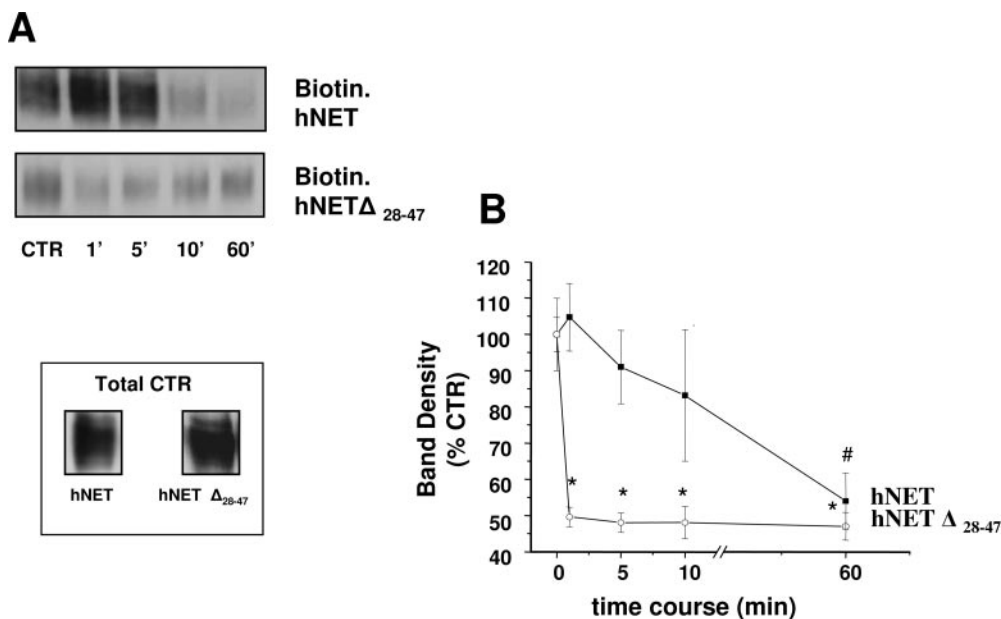 A
Biotin.
hNET
Biotin.
hNETΔ 28-47
CTR 1' 5' 10' 60'
Total CTR
hNET hNET Δ28-47
B
Band Density
(% CTR)
120
110
100
90
80
70
60
50
40
* * * * #
hNET
hNET Δ 28-47
0 5 10 60
time course (min)